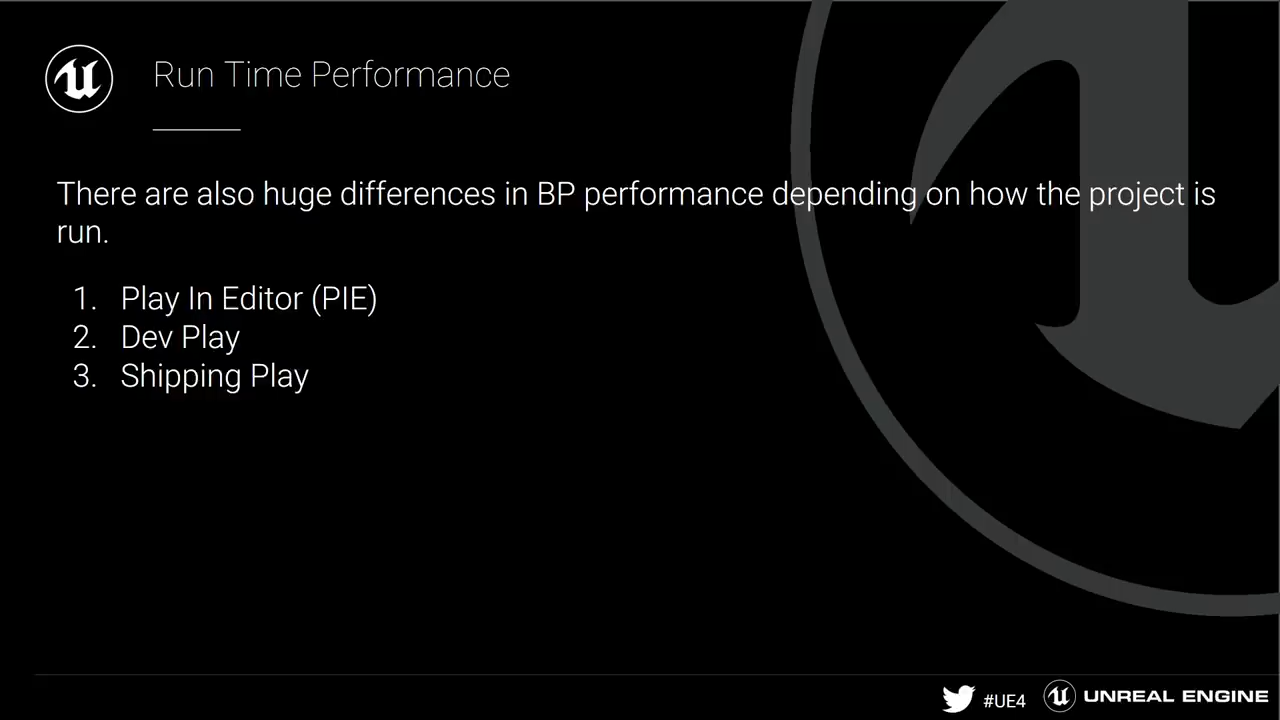 Run Time Performance
There are also huge differences in BP performance depending on how the project is
run.
1. Play In Editor (PIE)
2. Dev Play
3. Shipping Play
#UE4 UNREAL ENGINE